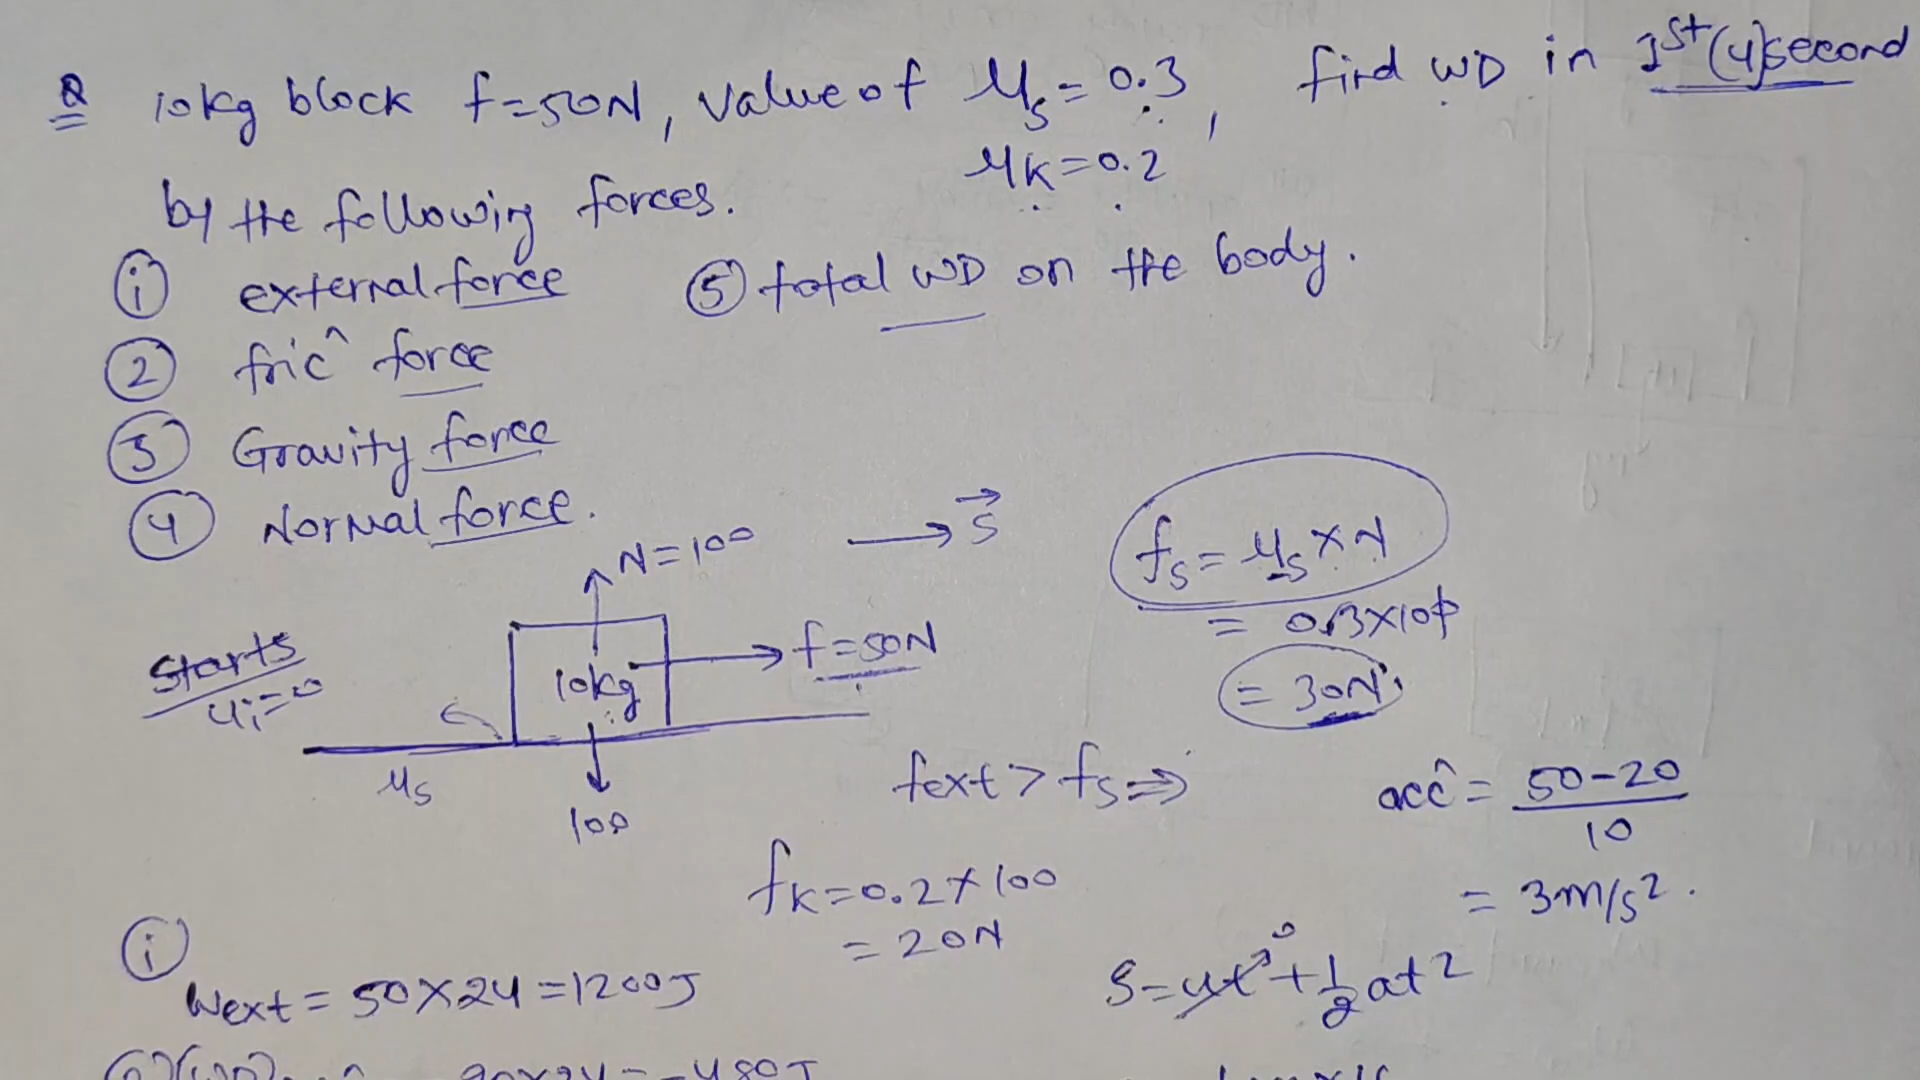 Q 10kg block f=50N, value of μs=0.3, find WD in 1st(4)second
μk=0.2
by the following forces.
(i) external force (5) total WD on the body.
(2) fric^ force
(3) Gravity force
(4) Normal force.
N=100
→ S
fs=μs×N
= 0.3×100
= 30N
Starts
ui=0
10kg
f=50N
μs
100
fext > fs ⇒
acc^ = 50-20
10
= 3m/s2.
fk=0.2×100
= 20N
(i)
Wext = 50×24=1200J
S=ut+1/2at2
0